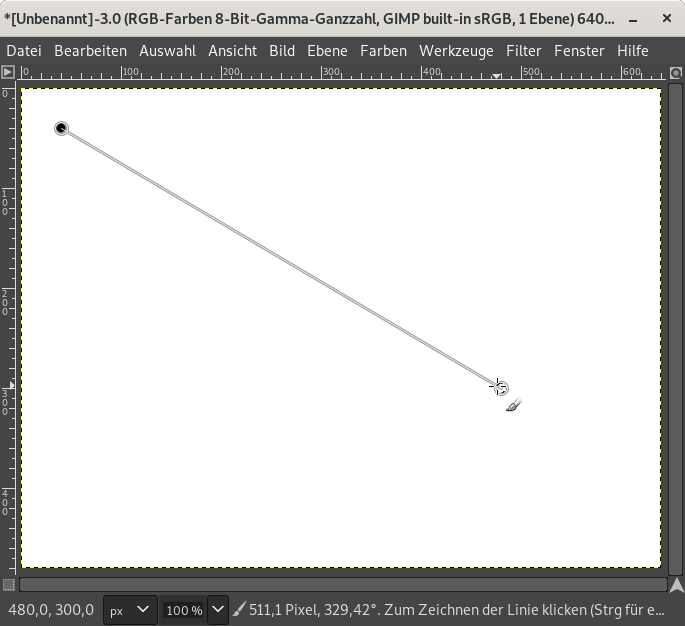 *[Unbenannt]-3.0 (RGB-Farben 8-Bit-Gamma-Ganzzahl, GIMP built-in sRGB, 1 Ebene) 640...
Datei Bearbeiten Auswahl Ansicht Bild Ebene Farben Werkzeuge Filter Fenster Hilfe
0 100 200 300 400 500 600
0
100
200
300
400
480,0, 300,0 px 100 % 511,1 Pixel, 329,42°. Zum Zeichnen der Linie klicken (Strg für e...